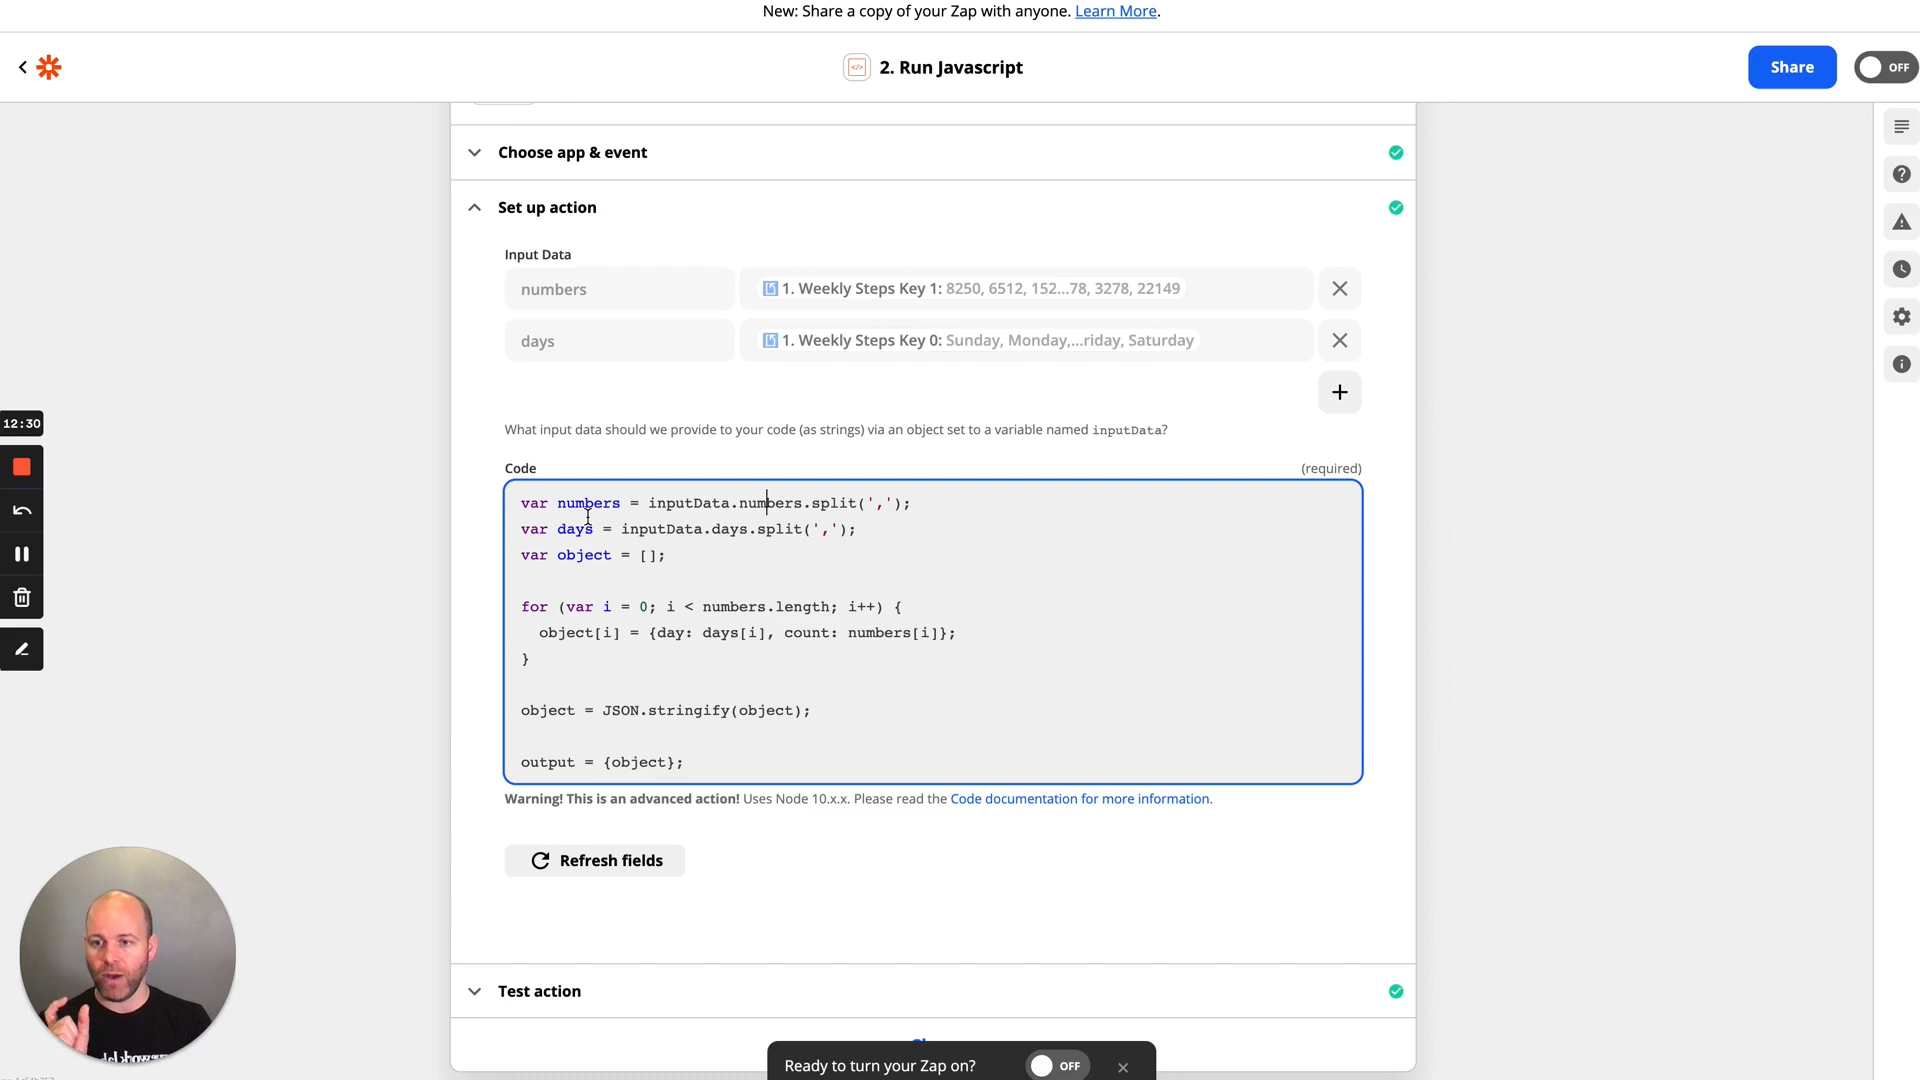 New: Share a copy of your Zap with anyone. Learn More.
2. Run Javascript
Share
OFF
Choose app & event
Set up action
Input Data
numbers
1. Weekly Steps Key 1: 8250, 6512, 152...78, 3278, 22149
days
1. Weekly Steps Key 0: Sunday, Monday,...riday, Saturday
+
12:30
What input data should we provide to your code (as strings) via an object set to a variable named inputData?
Code
(required)
var numbers = inputData.numbers.split(',');
var days = inputData.days.split(',');
var object = [];
for (var i = 0; i < numbers.length; i++) {
object[i] = {day: days[i], count: numbers[i]};
}
object = JSON.stringify(object);
output = {object};
Warning! This is an advanced action! Uses Node 10.x.x. Please read the Code documentation for more information.
Refresh fields
Test action
Ready to turn your Zap on?
OFF